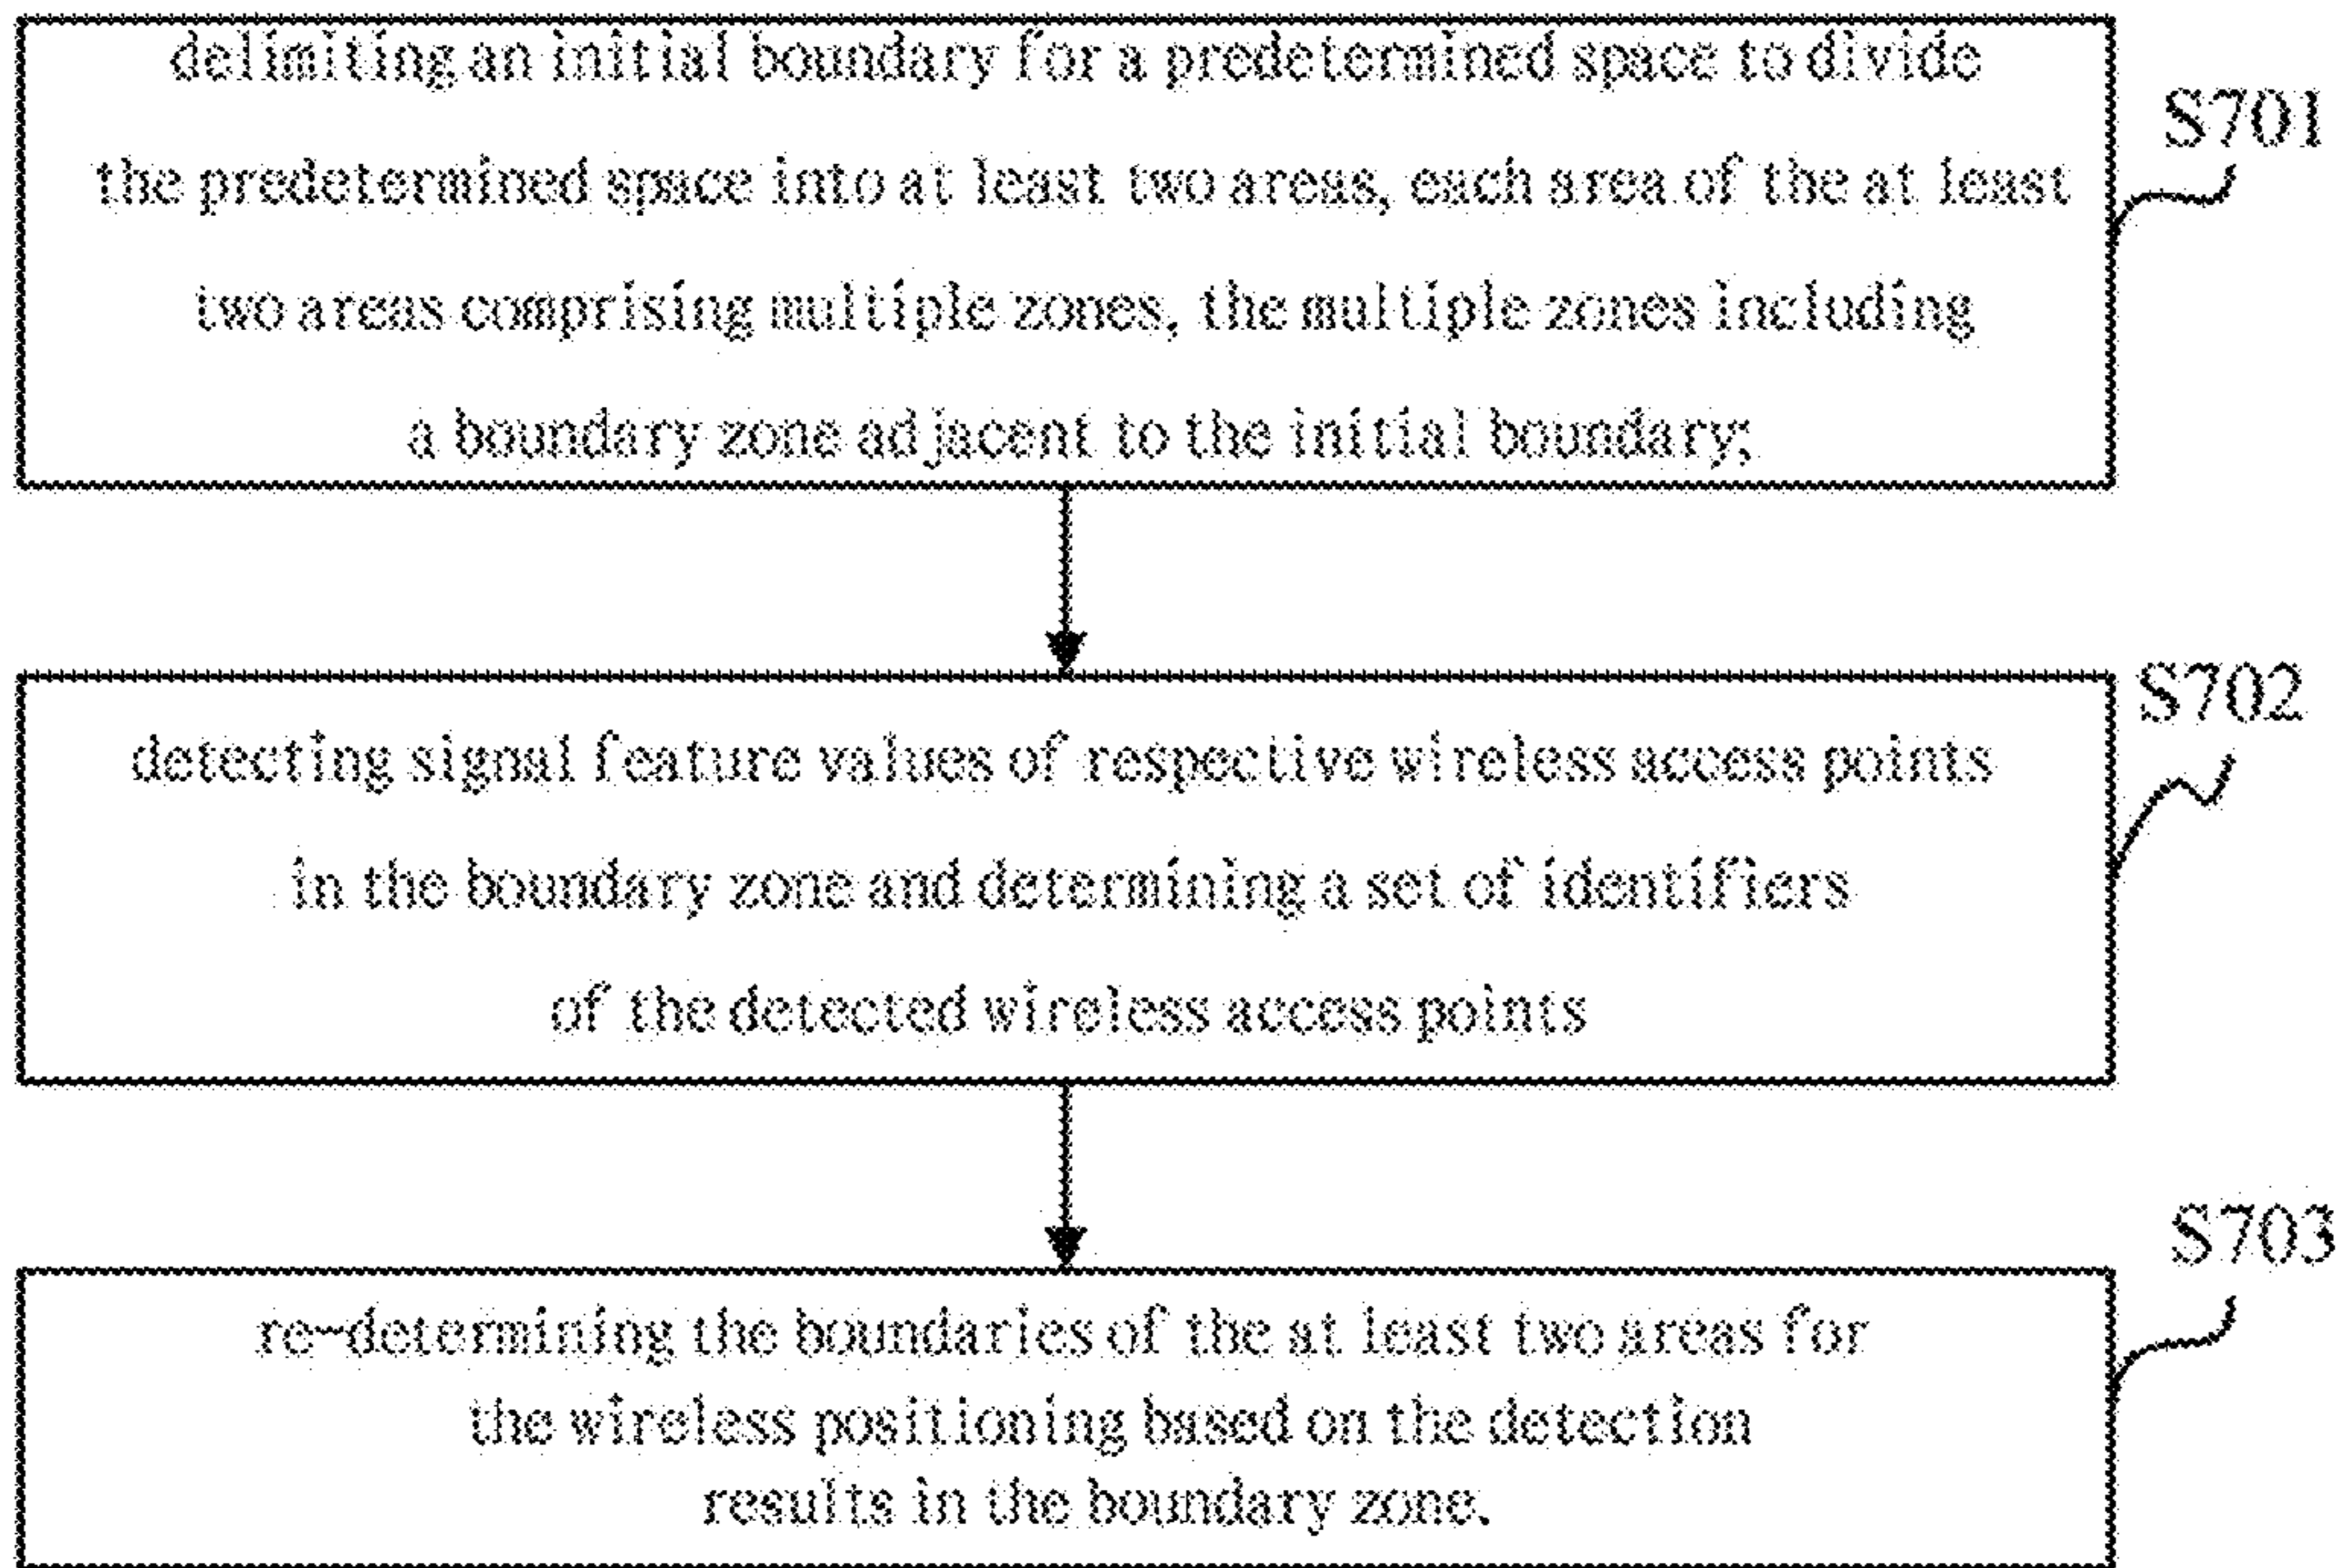 delimiting an initial boundary for a predetermined space to divide
the predetermined space into at least two areas, each area of the at least
two areas comprising multiple zones, the multiple zones including
a boundary zone adjacent to the initial boundary;
S701
detecting signal feature values of respective wireless access points
in the boundary zone and determining a set of identifiers
of the detected wireless access points
S702
re-determining the boundaries of the at least two areas for
the wireless positioning based on the detection
results in the boundary zone.
S703